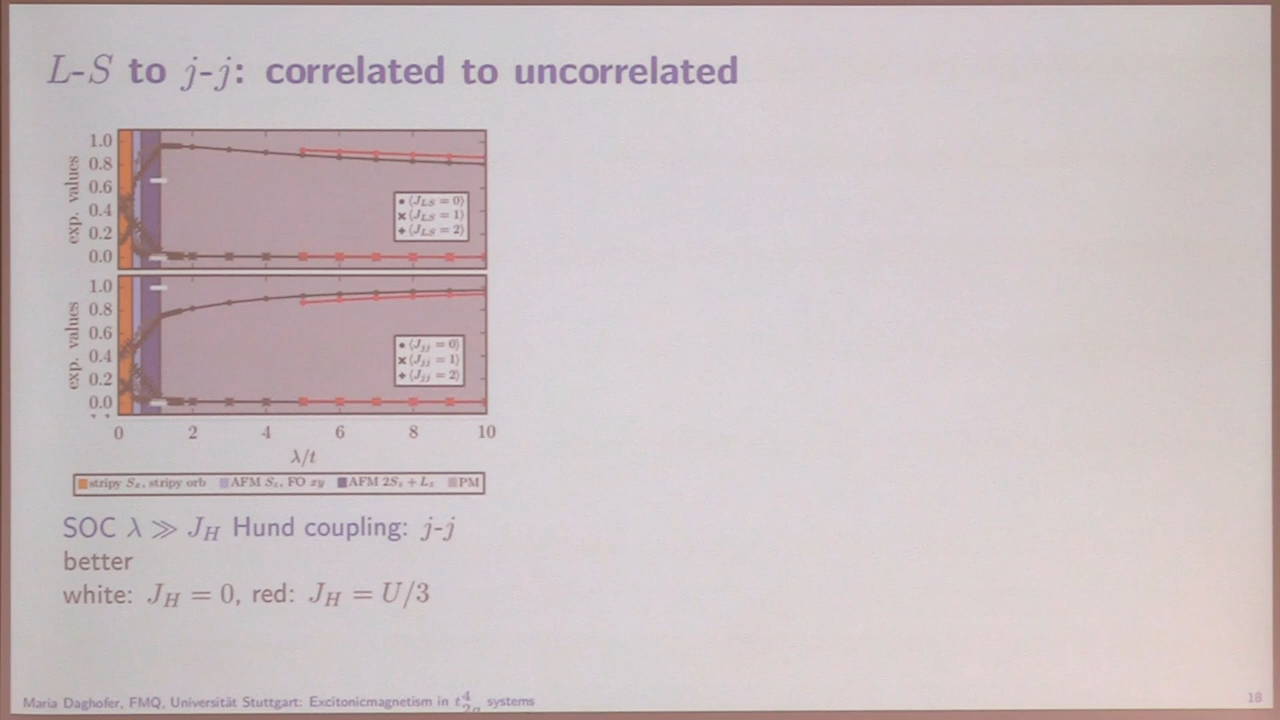 L-S to j-j: correlated to uncorrelated
exp. values
1.0
0.8
0.6
0.4
0.2
0.0
⟨J_LS = 0⟩
⟨J_LS = 1⟩
⟨J_LS = 2⟩
exp. values
1.0
0.8
0.6
0.4
0.2
0.0
⟨J_jj = 0⟩
⟨J_jj = 1⟩
⟨J_jj = 2⟩
0 2 4 6 8 10
λ/t
stripy S_x, stripy orb AFM S_x, FO xy AFM 2S_z + L_z PM
SOC λ ≫ J_H Hund coupling: j-j
better
white: J_H = 0, red: J_H = U/3
Maria Daghofer, FMQ, Universität Stuttgart: Excitonicmagnetism in t_2g^4 systems
18